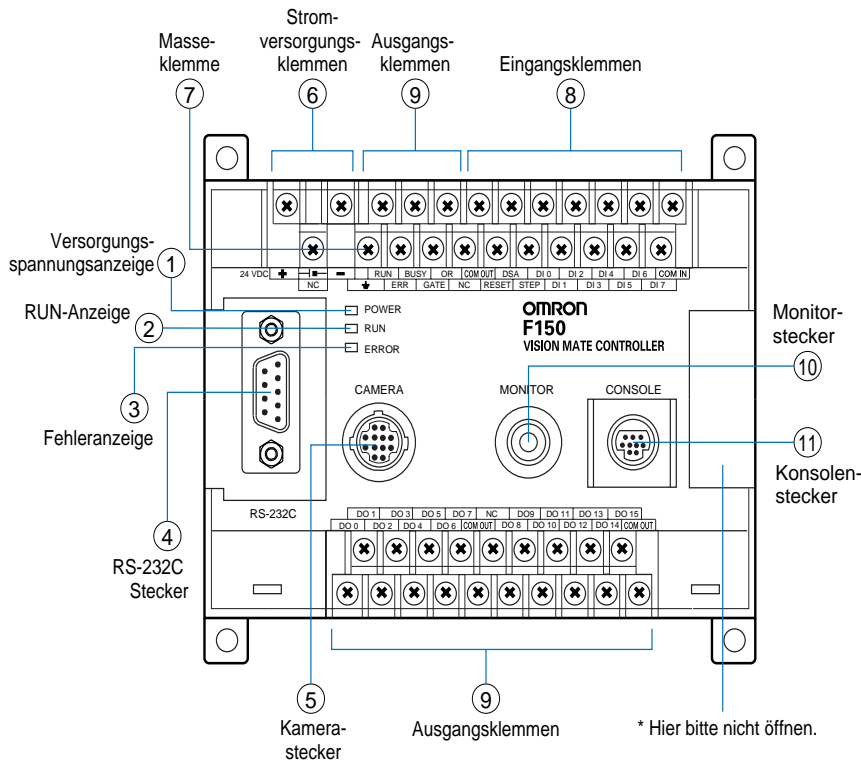 Strom-
versorgungs-
klemmen
Masse-
klemme
Ausgangs-
klemmen
Eingangsklemmen
7
6
9
8
Versorgungs-
spannungsanzeige
1
24 VDC + −
RUN BUSY OR COM OUT DSA DI 0 DI 2 DI 4 DI 6 COM IN
NC ERR GATE NC RESET STEP DI 1 DI 3 DI 5 DI 7
POWER
RUN
ERROR
RUN-Anzeige
2
3
Fehleranzeige
OMRON
F150
VISION MATE CONTROLLER
Monitor-
stecker
10
CAMERA
MONITOR
CONSOLE
11
Konsolen-
stecker
RS-232C
4
RS-232C
Stecker
DO 1 DO 3 DO 5 DO 7 NC DO9 DO 11 DO 13 DO 15
DO 0 DO 2 DO 4 DO 6 COM OUT DO 8 DO 10 DO 12 DO 14 COM OUT
5
Kamera-
stecker
9
Ausgangsklemmen
* Hier bitte nicht öffnen.